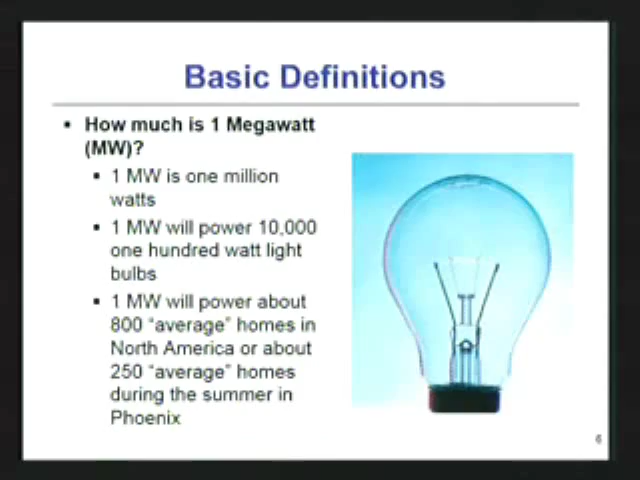 Basic Definitions
How much is 1 Megawatt
(MW)?
1 MW is one million
watts
1 MW will power 10,000
one hundred watt light
bulbs
1 MW will power about
800 “average” homes in
North America or about
250 “average” homes
during the summer in
Phoenix
6